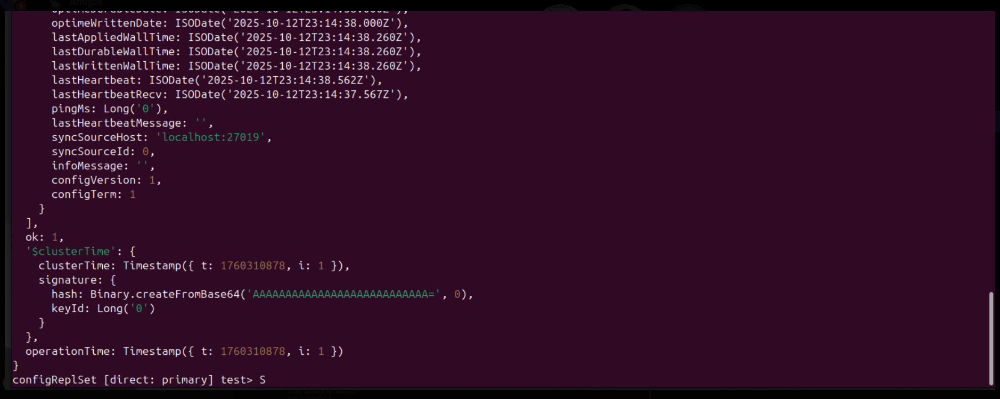 Amigos
optimeWrittenDate: ISODate('2025-10-12T23:14:38.000Z'),
lastAppliedWallTime: ISODate('2025-10-12T23:14:38.260Z'),
lastDurableWallTime: ISODate('2025-10-12T23:14:38.260Z'),
lastWrittenWallTime: ISODate('2025-10-12T23:14:38.260Z'),
lastHeartbeat: ISODate('2025-10-12T23:14:38.562Z'),
lastHeartbeatRecv: ISODate('2025-10-12T23:14:37.567Z'),
pingMs: Long('0'),
lastHeartbeatMessage: '',
syncSourceHost: 'localhost:27019',
syncSourceId: 0,
infoMessage: '',
configVersion: 1,
configTerm: 1
}
],
ok: 1,
'$clusterTime': {
clusterTime: Timestamp({ t: 1760310878, i: 1 }),
signature: {
hash: Binary.createFromBase64('AAAAAAAAAAAAAAAAAAAAAAAAAAA=', 0),
keyId: Long('0')
}
},
operationTime: Timestamp({ t: 1760310878, i: 1 })
}
configReplSet [direct: primary] test> S